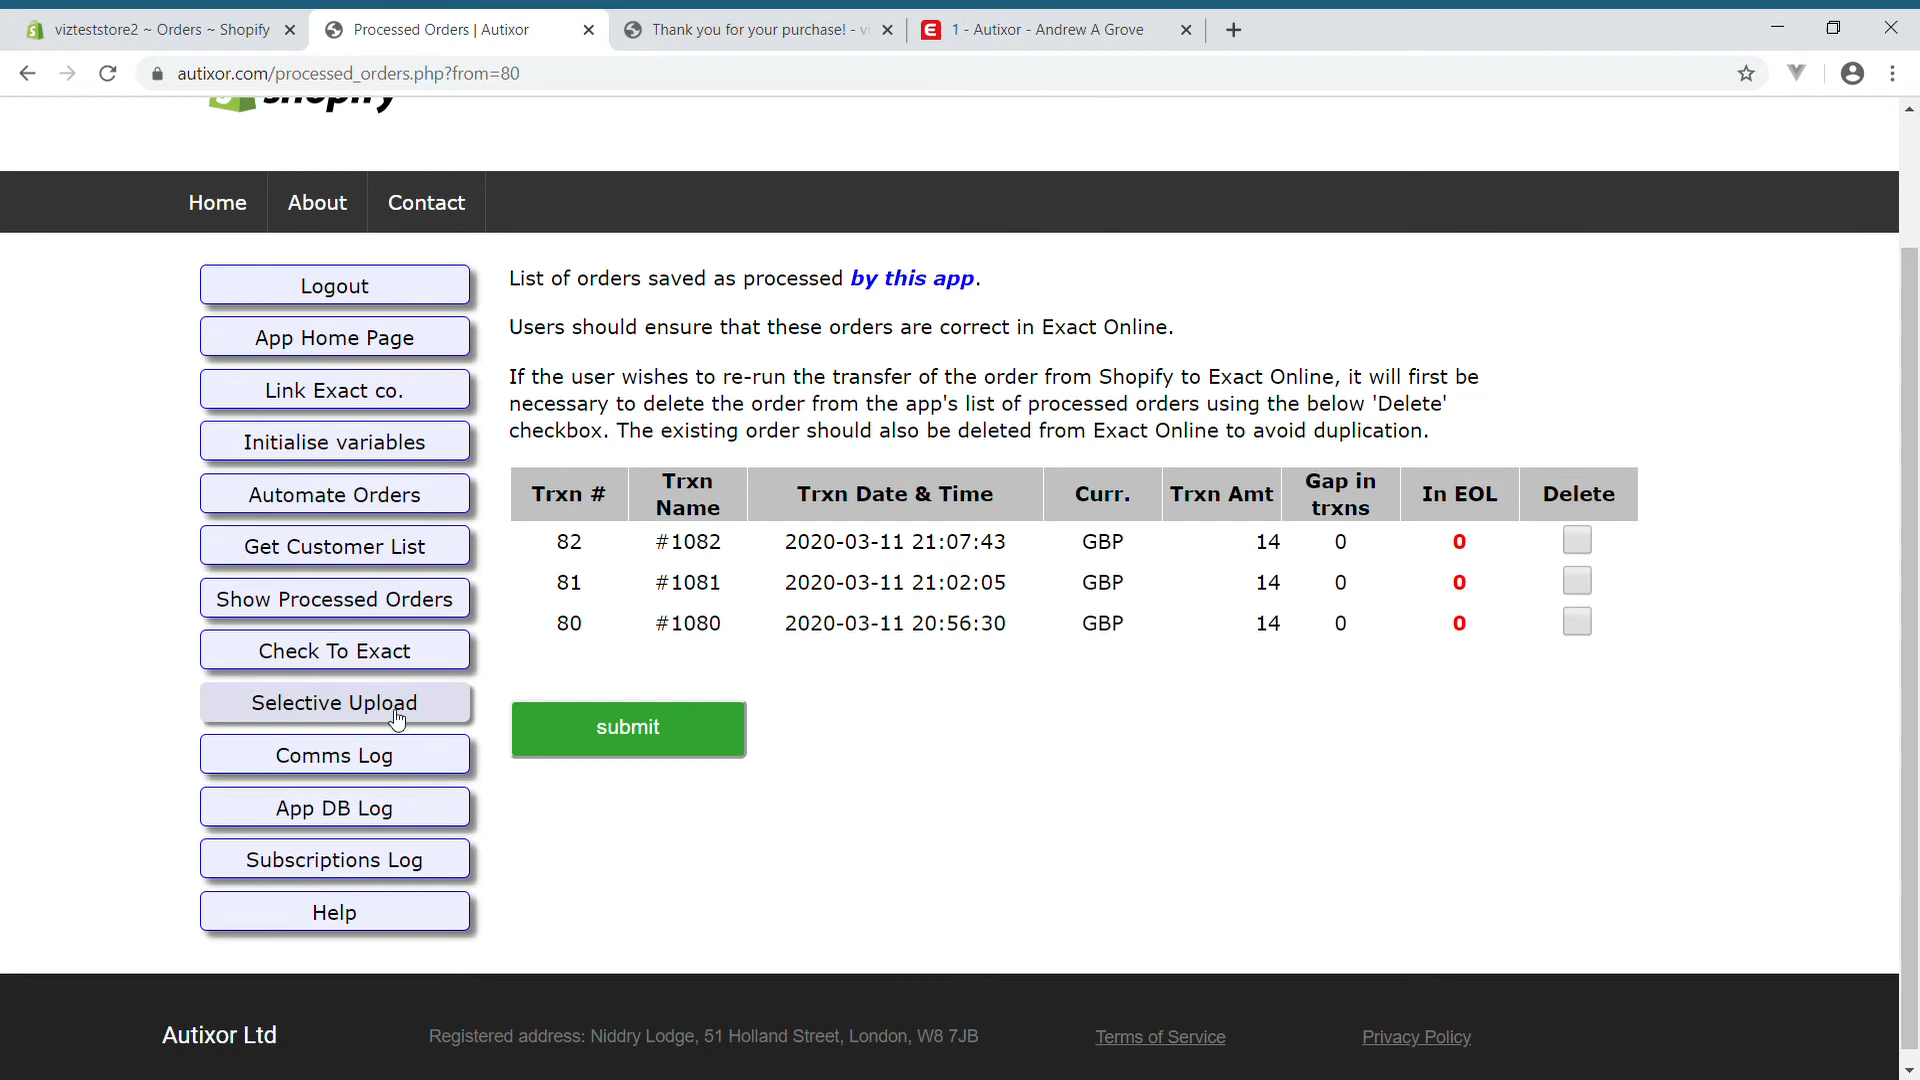 vizteststore2 ~ Orders ~ Shopify
Processed Orders | Autixor
Thank you for your purchase! - vi
1 - Autixor - Andrew A Grove
autixor.com/processed_orders.php?from=80
shopify
Home
About
Contact
Logout
App Home Page
Link Exact co.
Initialise variables
Automate Orders
Get Customer List
Show Processed Orders
Check To Exact
Selective Upload
Comms Log
App DB Log
Subscriptions Log
Help
List of orders saved as processed by this app.
Users should ensure that these orders are correct in Exact Online.
If the user wishes to re-run the transfer of the order from Shopify to Exact Online, it will first be
necessary to delete the order from the app's list of processed orders using the below 'Delete'
checkbox. The existing order should also be deleted from Exact Online to avoid duplication.
Trxn # Trxn Name Trxn Date & Time Curr. Trxn Amt Gap in trxns In EOL Delete
82 #1082 2020-03-11 21:07:43 GBP 14 0 0
81 #1081 2020-03-11 21:02:05 GBP 14 0 0
80 #1080 2020-03-11 20:56:30 GBP 14 0 0
submit
Autixor Ltd
Registered address: Niddry Lodge, 51 Holland Street, London, W8 7JB
Terms of Service
Privacy Policy